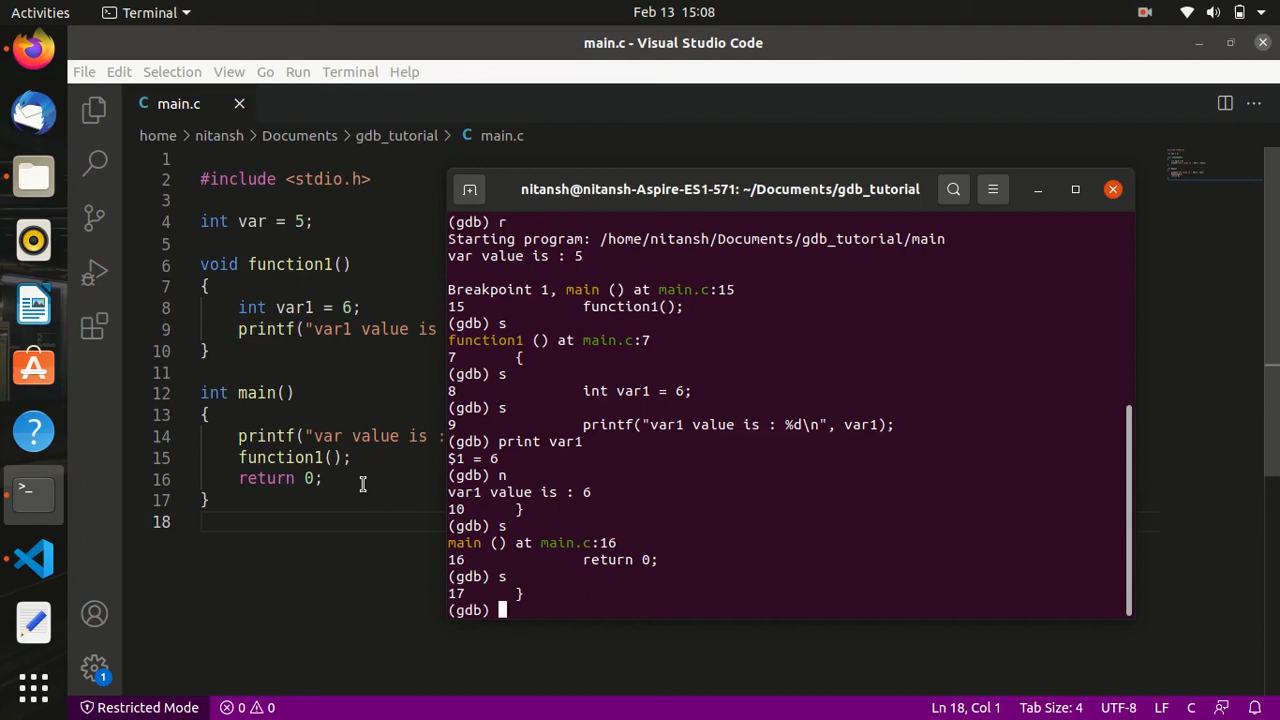 Activities
Terminal
Feb 13 15:08
main.c - Visual Studio Code
File Edit Selection View Go Run Terminal Help
C main.c
home nitansh Documents gdb_tutorial C main.c
1
2 #include <stdio.h>
3
4 int var = 5;
5
6 void function1()
7 {
8 int var1 = 6;
9 printf("var1 value is
10 }
11
12 int main()
13 {
14 printf("var value is :
15 function1();
16 return 0;
17 }
18
nitansh@nitansh-Aspire-ES1-571: ~/Documents/gdb_tutorial
(gdb) r
Starting program: /home/nitansh/Documents/gdb_tutorial/main
var value is : 5
Breakpoint 1, main () at main.c:15
15 function1();
(gdb) s
function1 () at main.c:7
7 {
(gdb) s
8 int var1 = 6;
(gdb) s
9 printf("var1 value is : %d\n", var1);
(gdb) print var1
$1 = 6
(gdb) n
var1 value is : 6
10 }
(gdb) s
main () at main.c:16
16 return 0;
(gdb) s
17 }
(gdb)
1
Restricted Mode 0 0 Ln 18, Col 1 Tab Size: 4 UTF-8 LF C